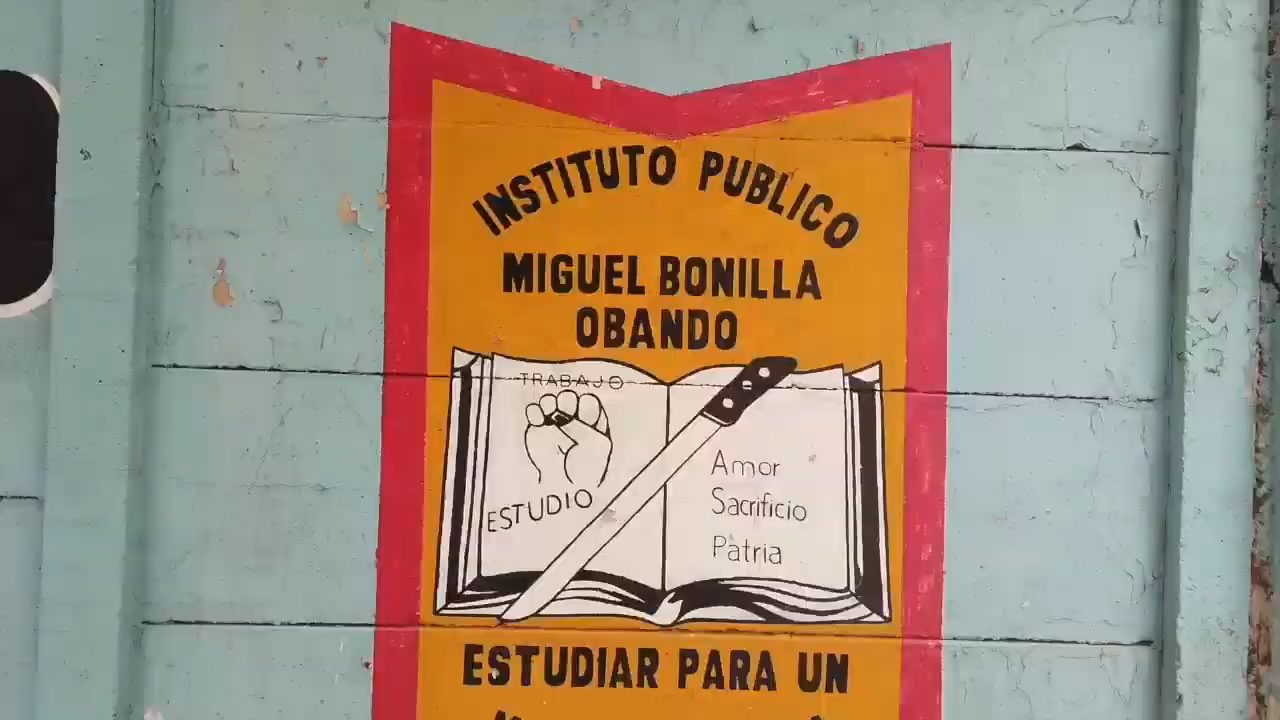 INSTITUTO PUBLICO
MIGUEL BONILLA
OBANDO
TRABAJO
ESTUDIO
Amor
Sacrificio
Patria
ESTUDIAR PARA UN